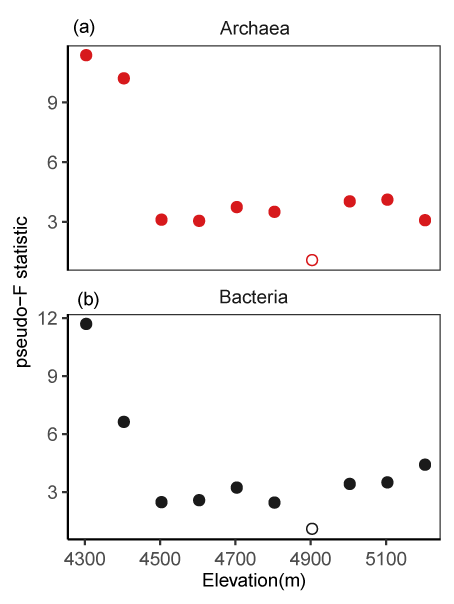 (a) Archaea
9
6
3
pseudo−F statistic
(b) Bacteria
12
9
6
3
4300 4500 4700 4900 5100
Elevation(m)